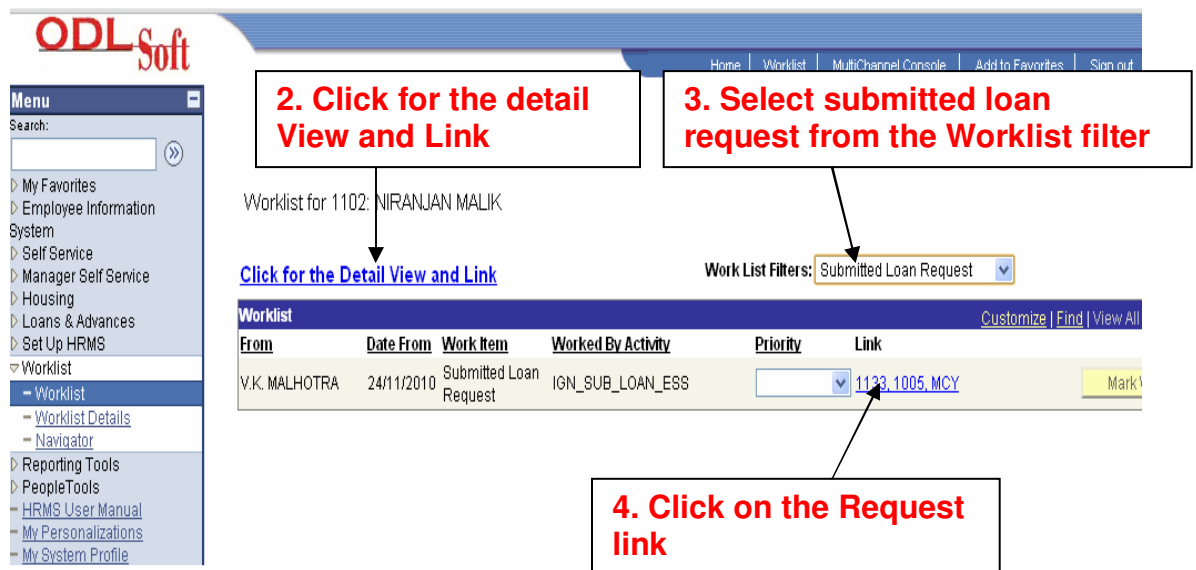 ODLSoft
Home | Worklist | MultiChannel Console | Add to Favorites | Sign out
2. Click for the detail
View and Link
3. Select submitted loan
request from the Worklist filter
Menu
Search:
My Favorites
Employee Information
System
Self Service
Manager Self Service
Housing
Loans & Advances
Set Up HRMS
Worklist
Worklist
Worklist Details
Navigator
Reporting Tools
PeopleTools
HRMS User Manual
My Personalizations
My System Profile
Worklist for 1102: NIRANJAN MALIK
Click for the Detail View and Link
Work List Filters: Submitted Loan Request
Worklist Customize | Find | View All
From Date From Work Item Worked By Activity Priority Link
V.K. MALHOTRA 24/11/2010 Submitted Loan Request IGN_SUB_LOAN_ESS 1133, 1005, MCY Mark
4. Click on the Request
link